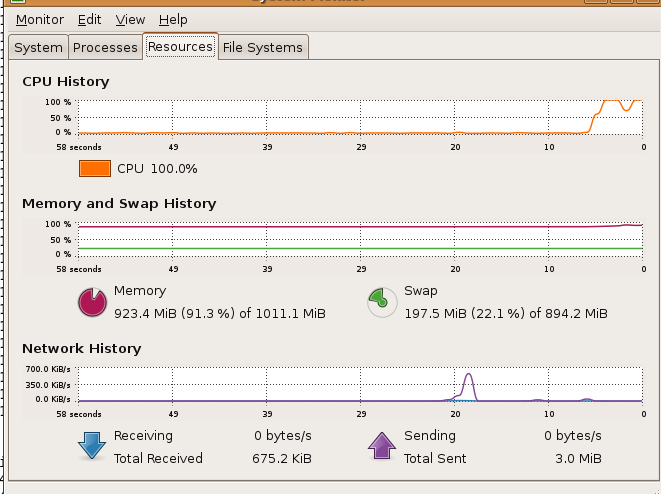 Monitor Edit View Help
System Processes Resources File Systems
CPU History
100 %
50 %
0 %
58 seconds 49 39 29 20 10 0
CPU 100.0%
Memory and Swap History
100 %
50 %
0 %
58 seconds 49 39 29 20 10 0
Memory Swap
923.4 MiB (91.3 %) of 1011.1 MiB 197.5 MiB (22.1 %) of 894.2 MiB
Network History
700.0 KiB/s
350.0 KiB/s
0.0 KiB/s
58 seconds 49 39 29 20 10 0
Receiving 0 bytes/s Sending 0 bytes/s
Total Received 675.2 KiB Total Sent 3.0 MiB